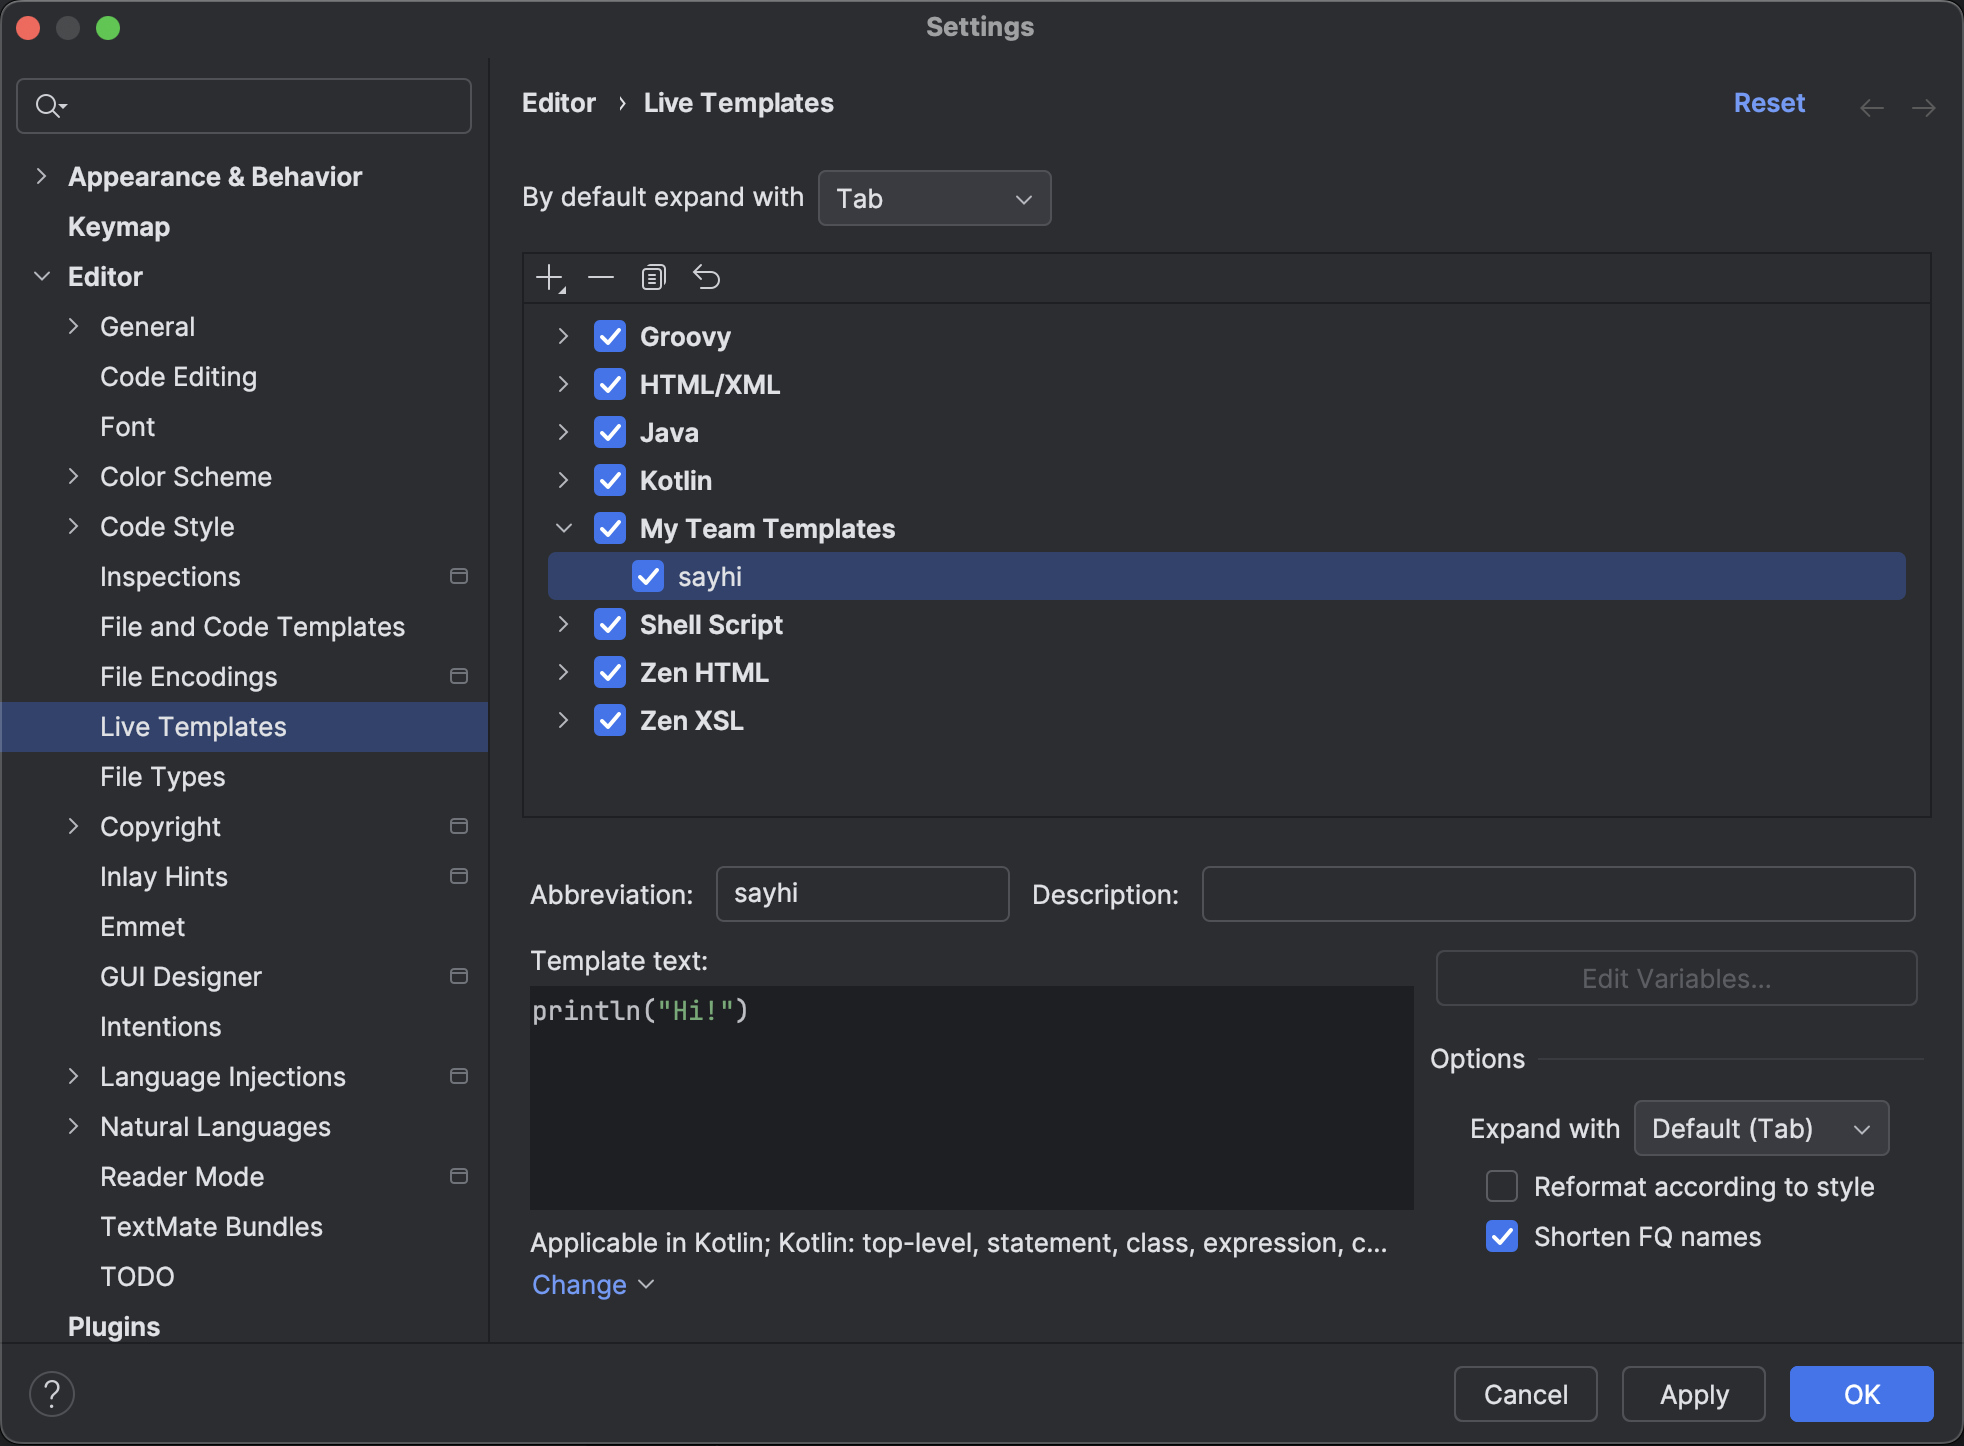 Settings
Appearance & Behavior
Keymap
Editor
General
Code Editing
Font
Color Scheme
Code Style
Inspections
File and Code Templates
File Encodings
Live Templates
File Types
Copyright
Inlay Hints
Emmet
GUI Designer
Intentions
Language Injections
Natural Languages
Reader Mode
TextMate Bundles
TODO
Plugins
Editor › Live Templates
Reset
By default expand with Tab
Groovy
HTML/XML
Java
Kotlin
My Team Templates
sayhi
Shell Script
Zen HTML
Zen XSL
Abbreviation: sayhi Description:
Template text:
println("Hi!")
Edit Variables...
Options
Expand with Default (Tab)
Reformat according to style
Shorten FQ names
Applicable in Kotlin; Kotlin: top-level, statement, class, expression, c...
Change
?
Cancel Apply OK